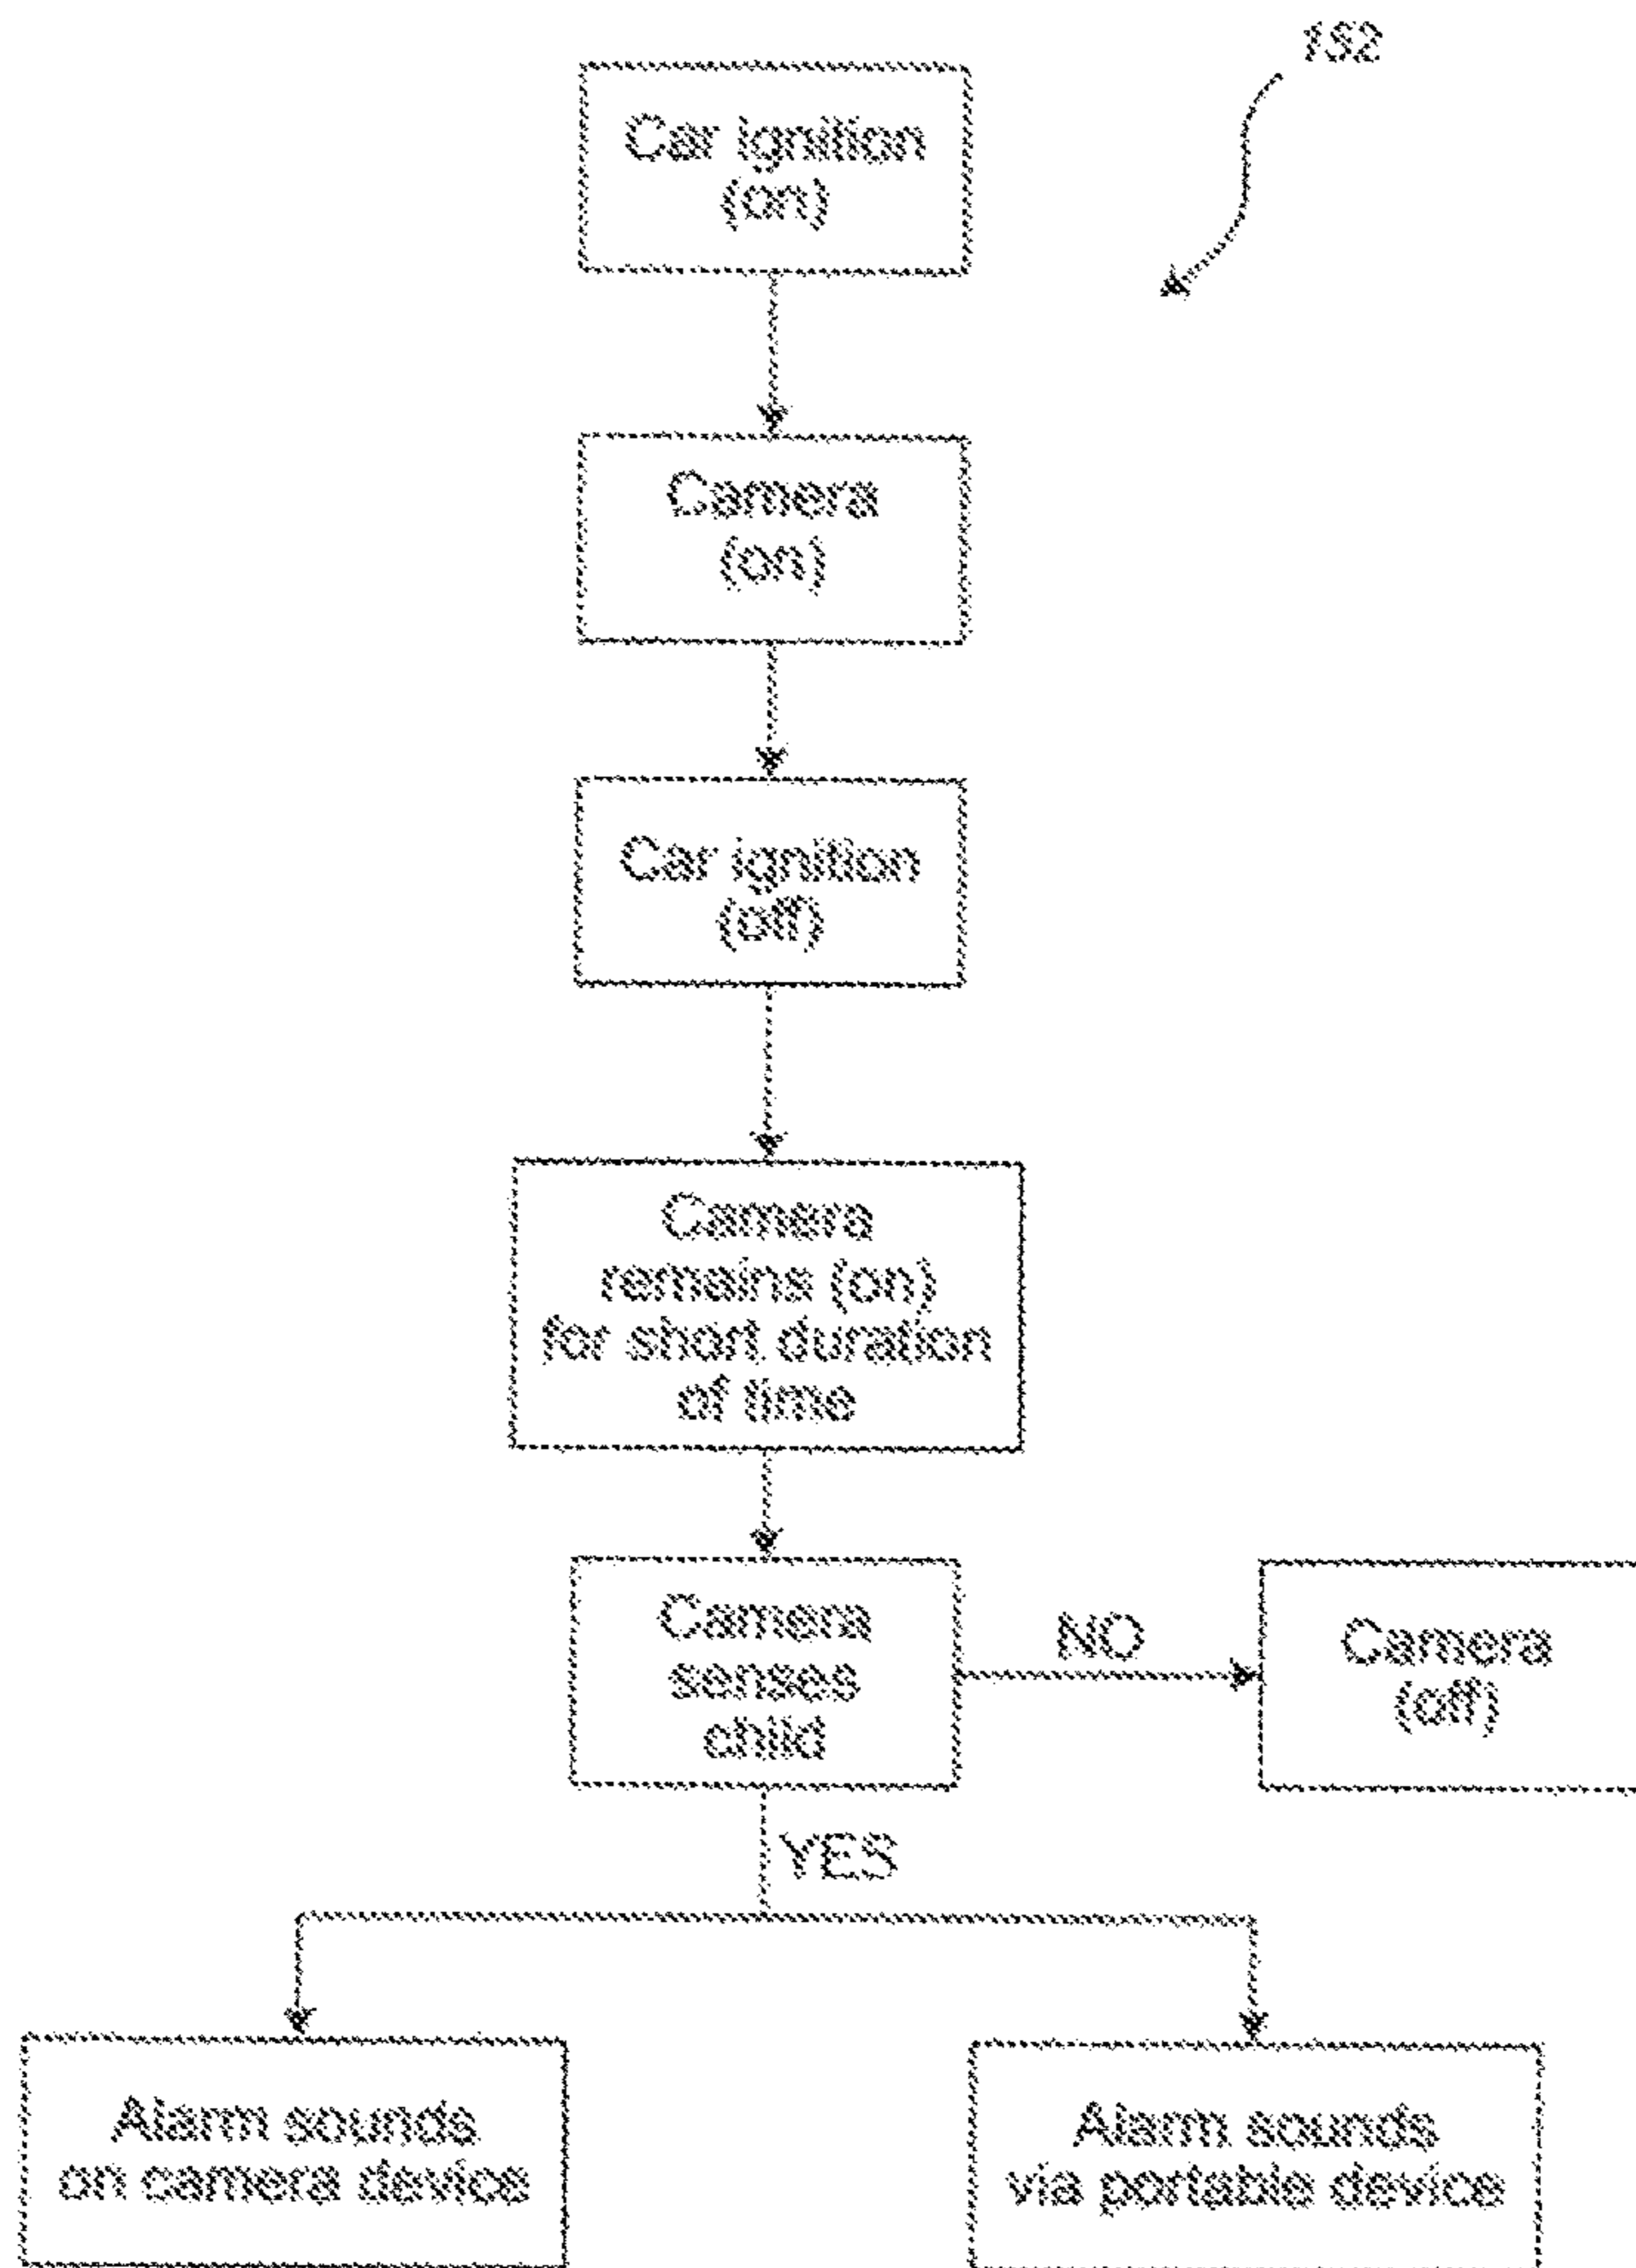 152
Car ignition
(on)
Camera
(on)
Car ignition
(off)
Camera
remains (on)
for short duration
of time
Camera
senses
child
NO
Camera
(off)
YES
Alarm sounds
on camera device
Alarm sounds
via portable device